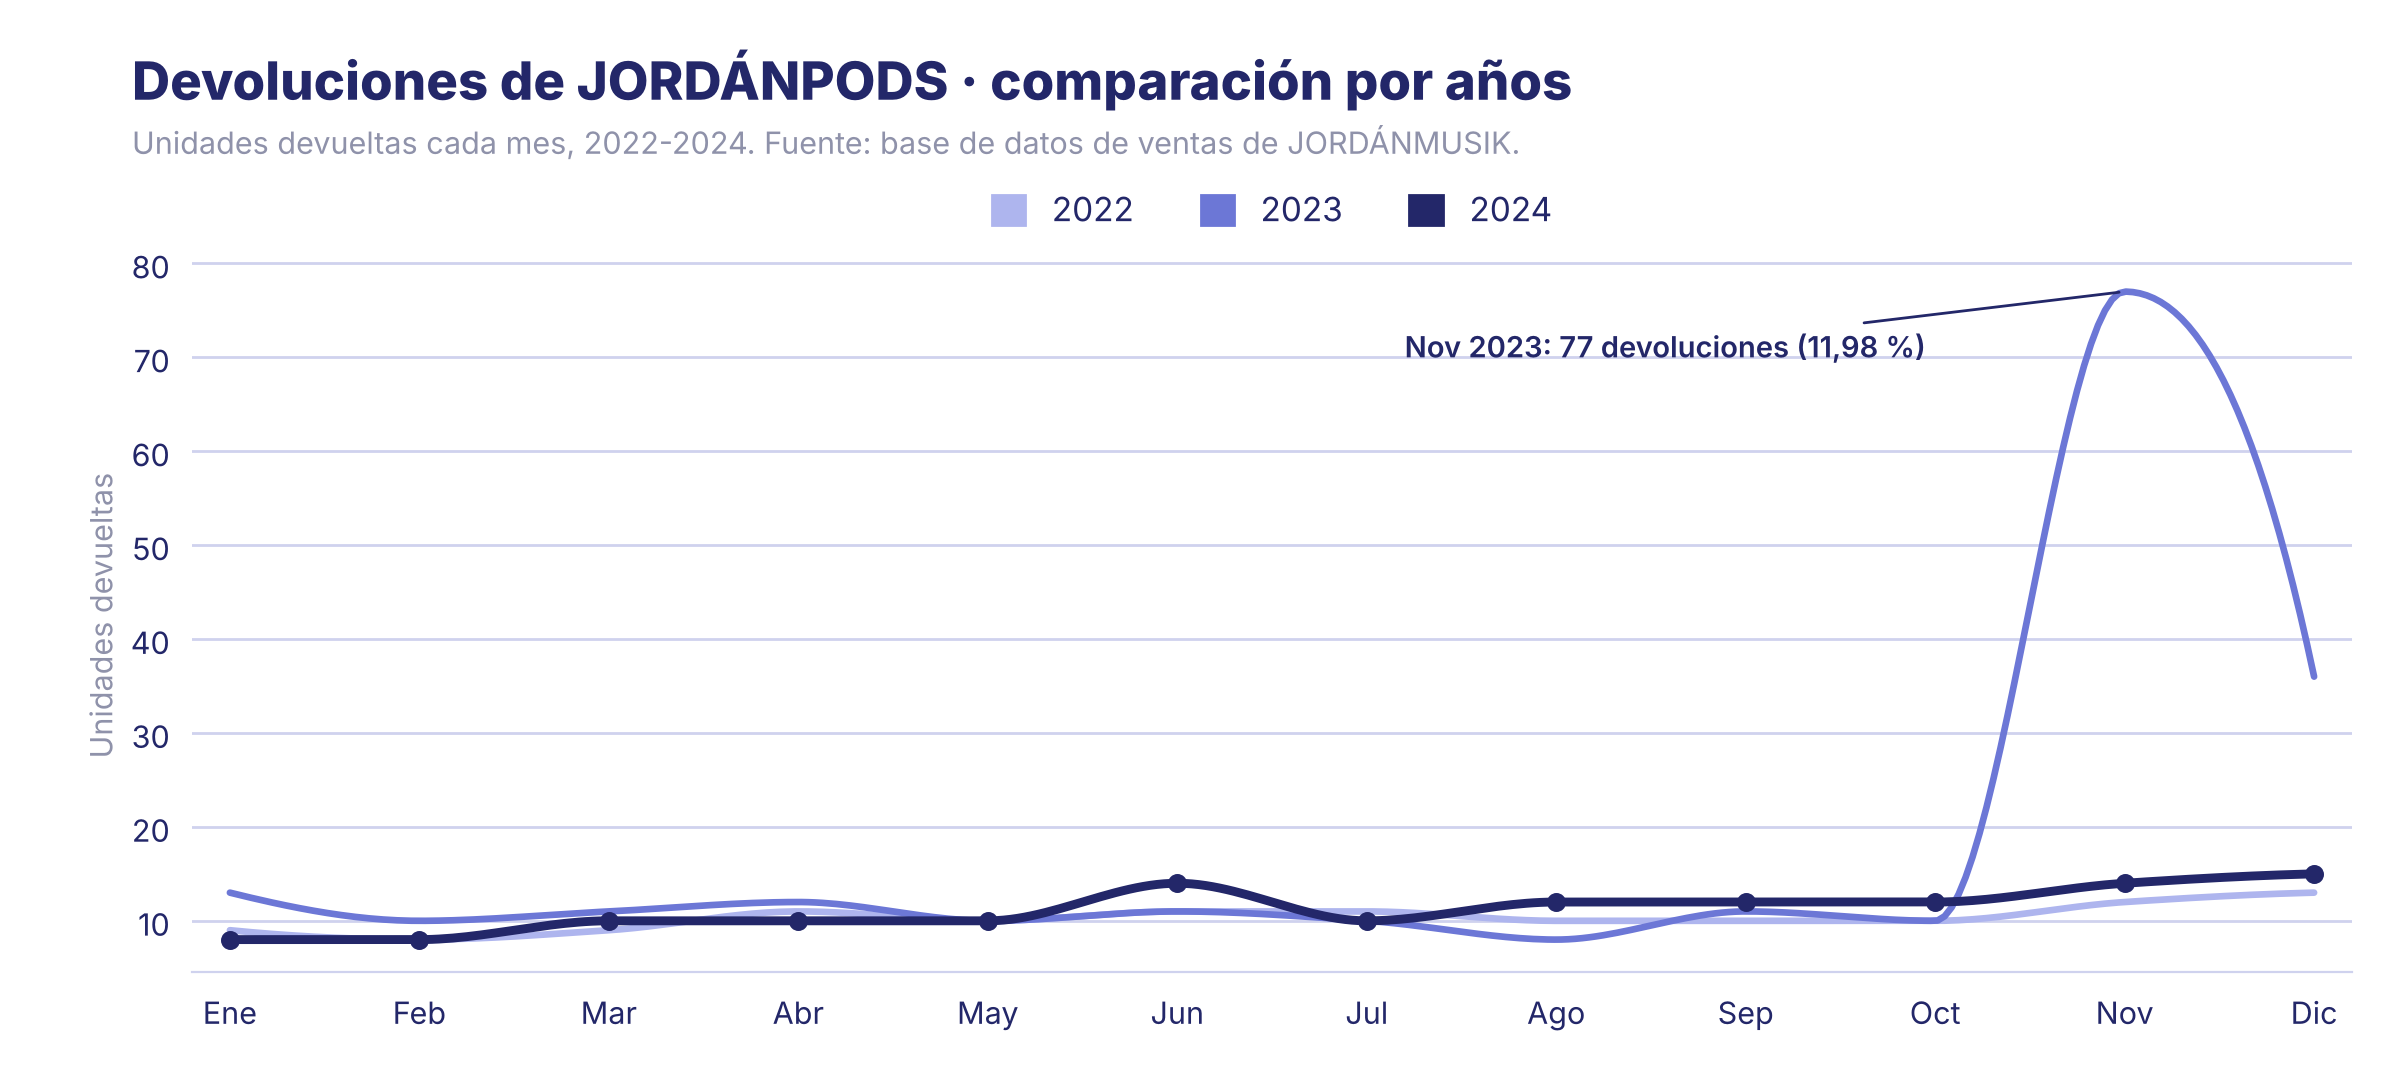 Devoluciones de JORDÁNPODS · comparación por años
Unidades devueltas cada mes, 2022-2024. Fuente: base de datos de ventas de JORDÁNMUSIK.
2022 2023 2024
Unidades devueltas
80
70
60
50
40
30
20
10
Nov 2023: 77 devoluciones (11,98 %)
Ene Feb Mar Abr May Jun Jul Ago Sep Oct Nov Dic